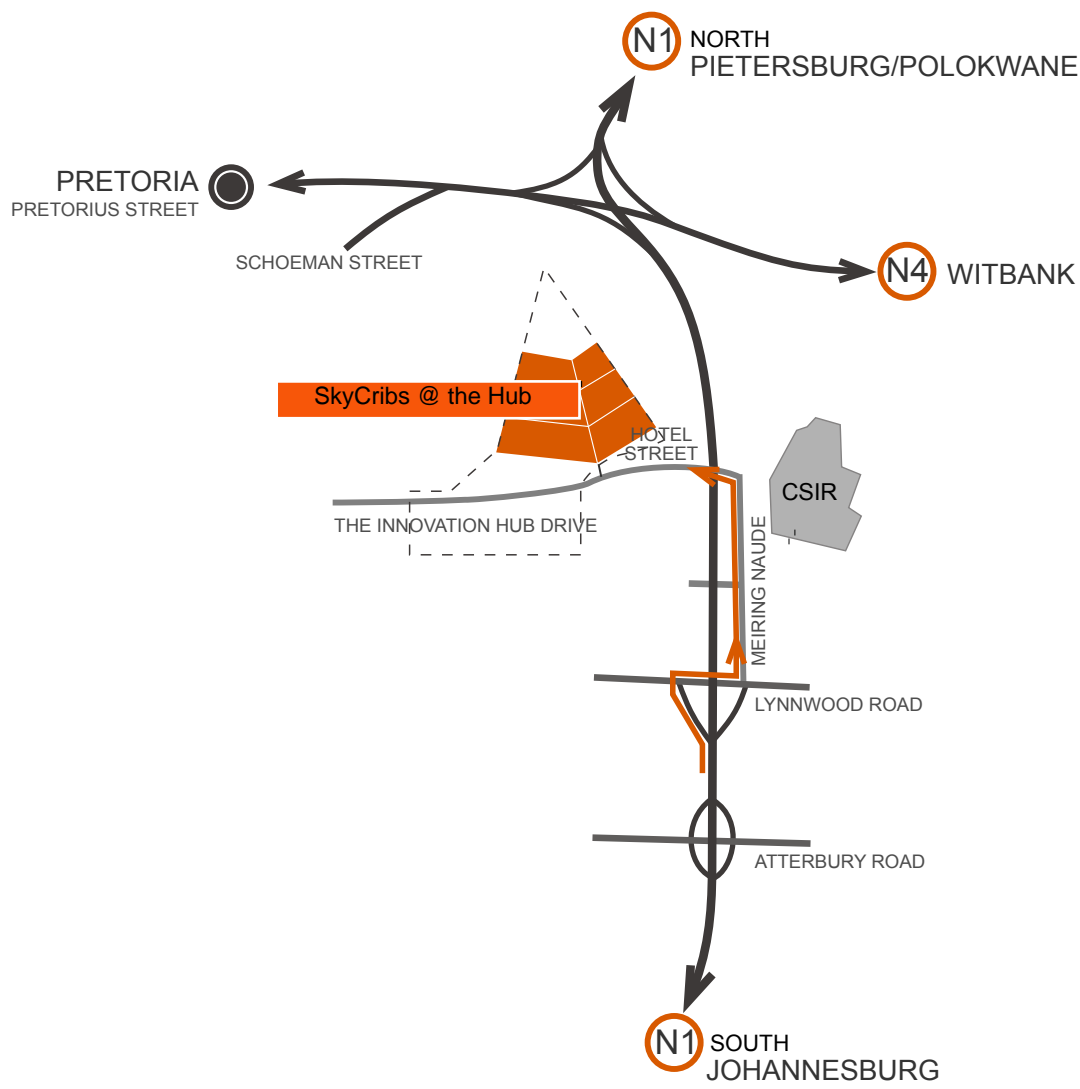 N1 NORTH
PIETERSBURG/POLOKWANE
PRETORIA
PRETORIUS STREET
SCHOEMAN STREET
N4 WITBANK
SkyCribs @ the Hub
HOTEL
STREET
CSIR
THE INNOVATION HUB DRIVE
MEIRING NAUDE
LYNNWOOD ROAD
ATTERBURY ROAD
N1 SOUTH
JOHANNESBURG